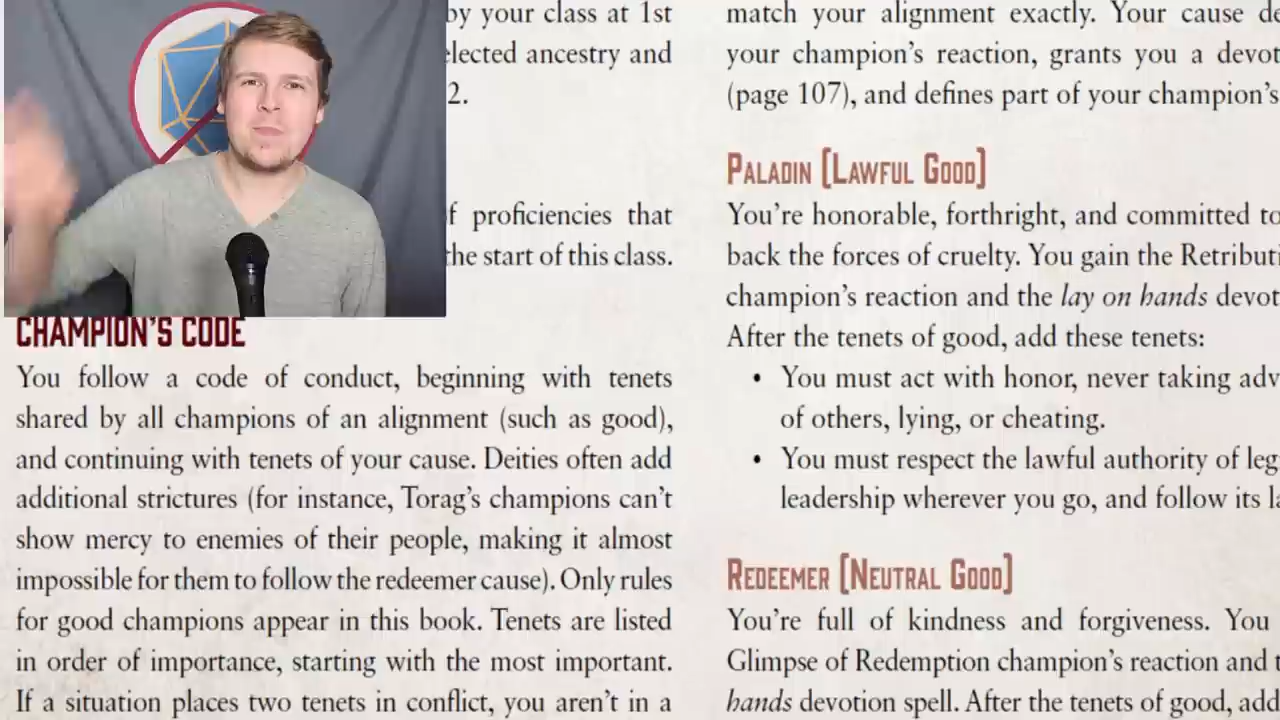 by your class at 1st
elected ancestry and
2.
f proficiencies that
the start of this class.
CHAMPION'S CODE
You follow a code of conduct, beginning with tenets
shared by all champions of an alignment (such as good),
and continuing with tenets of your cause. Deities often add
additional strictures (for instance, Torag's champions can't
show mercy to enemies of their people, making it almost
impossible for them to follow the redeemer cause). Only rules
for good champions appear in this book. Tenets are listed
in order of importance, starting with the most important.
If a situation places two tenets in conflict, you aren't in a
match your alignment exactly. Your cause de
your champion's reaction, grants you a devot
(page 107), and defines part of your champion's
PALADIN [LAWFUL GOOD]
You're honorable, forthright, and committed to
back the forces of cruelty. You gain the Retributi
champion's reaction and the lay on hands devot
After the tenets of good, add these tenets:
• You must act with honor, never taking adv
of others, lying, or cheating.
• You must respect the lawful authority of leg
leadership wherever you go, and follow its la
REDEEMER [NEUTRAL GOOD]
You're full of kindness and forgiveness. You
Glimpse of Redemption champion's reaction and t
hands devotion spell. After the tenets of good, add